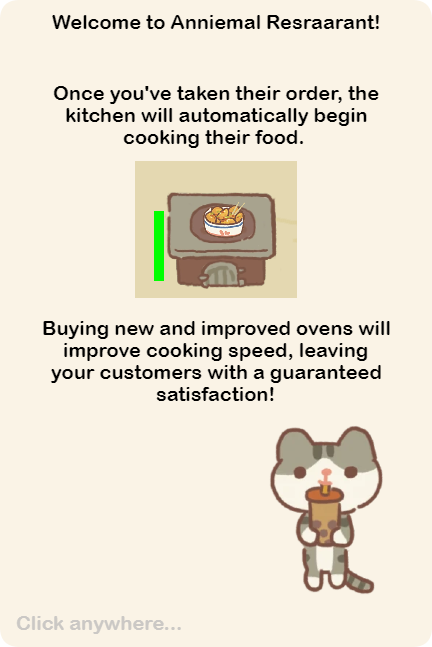 Welcome to Anniemal Resraarant!
Once you've taken their order, the
kitchen will automatically begin
cooking their food.
Buying new and improved ovens will
improve cooking speed, leaving
your customers with a guaranteed
satisfaction!
Click anywhere...